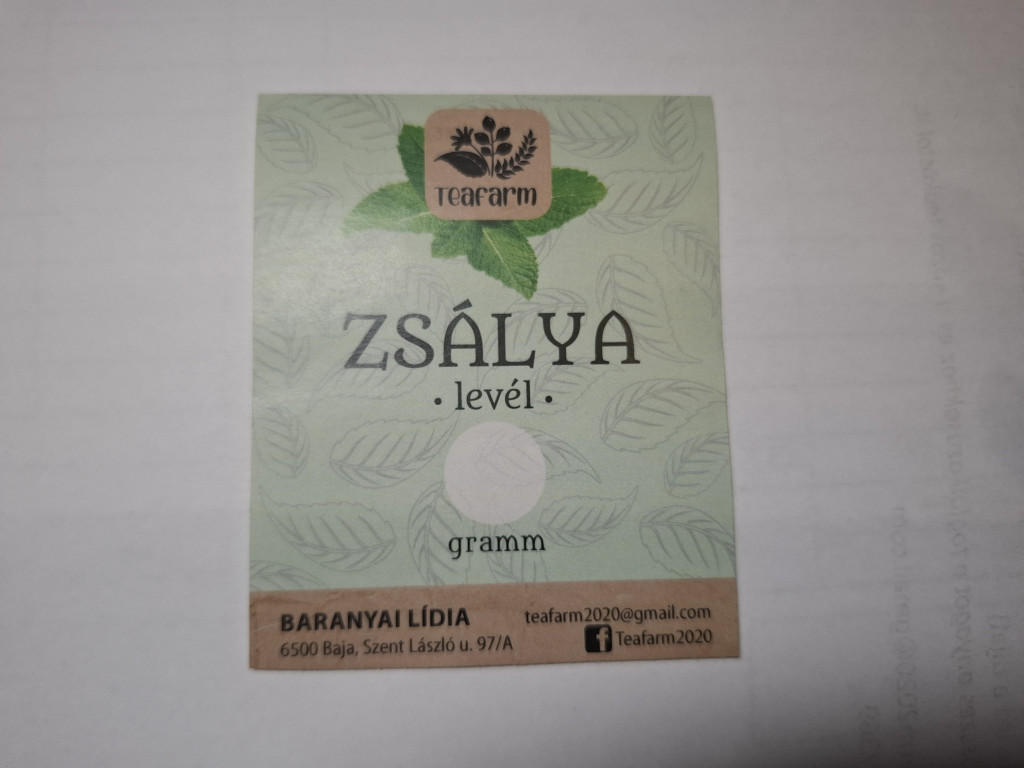 Teafarm
ZSÁLYA
• levél •
gramm
BARANYAI LÍDIA
6500 Baja, Szent László u. 97/A
teafarm2020@gmail.com
Teafarm2020